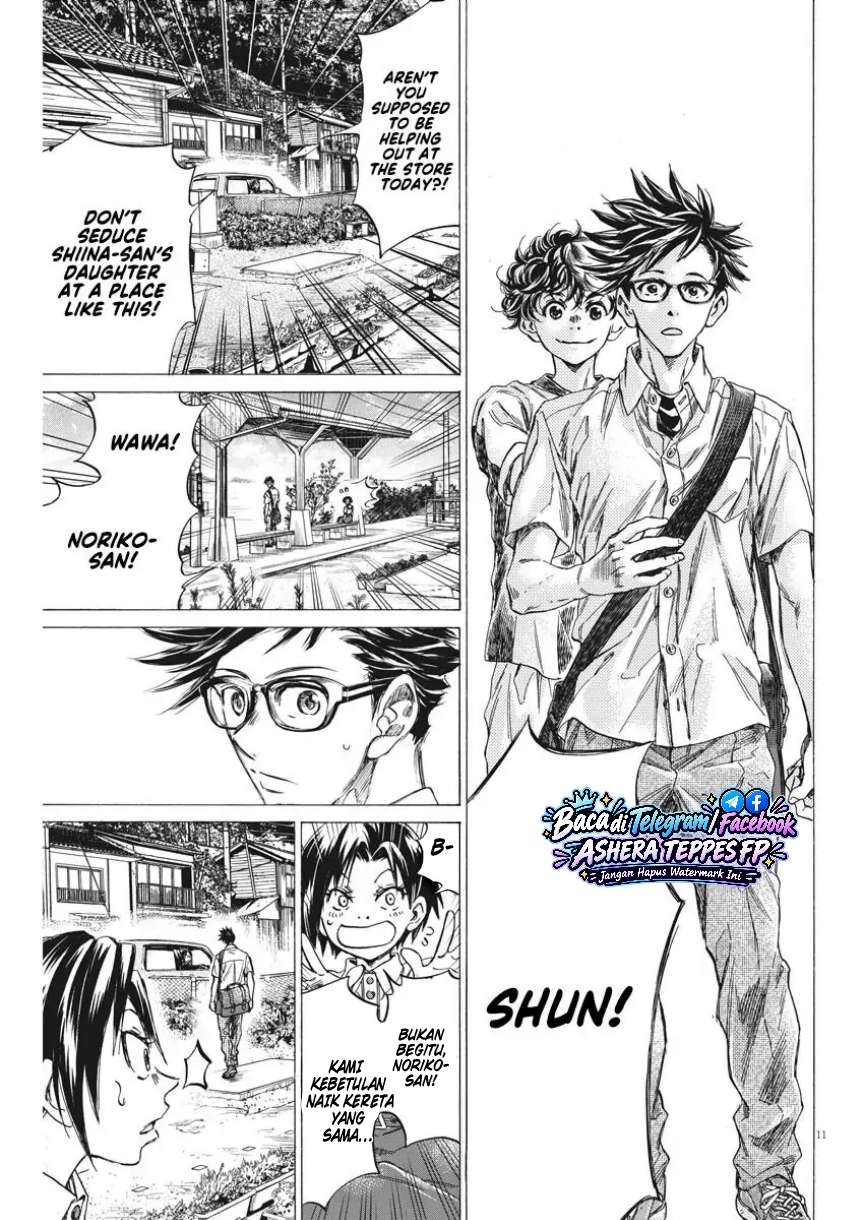 SHUN!
Baca di Telegram/Facebook
ASHERA TEPPES FP
Jangan Hapus Watermark Ini
AREN'T
YOU
SUPPOSED
TO BE
HELPING
OUT AT
THE STORE
TODAY?!
DON'T
SEDUCE
SHIINA-SAN'S
DAUGHTER
AT A PLACE
LIKE THIS!
WAWA!
NORIKO-
SAN!
B-
BUKAN
BEGITU,
NORIKO-
SAN!
KAMI
KEBETULAN
NAIK KERETA
YANG
SAMA...
11